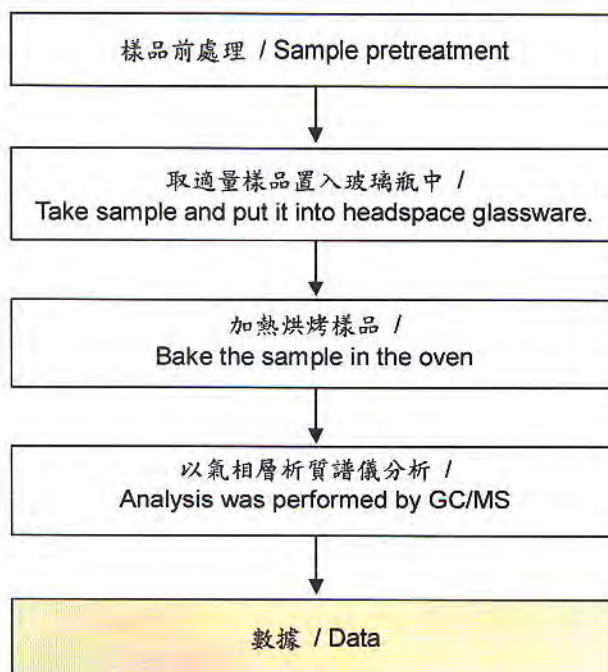 樣品前處理 / Sample pretreatment
取適量樣品置入玻璃瓶中 /
Take sample and put it into headspace glassware.
加熱烘烤樣品 /
Bake the sample in the oven
以氣相層析質譜儀分析 /
Analysis was performed by GC/MS
數據 / Data